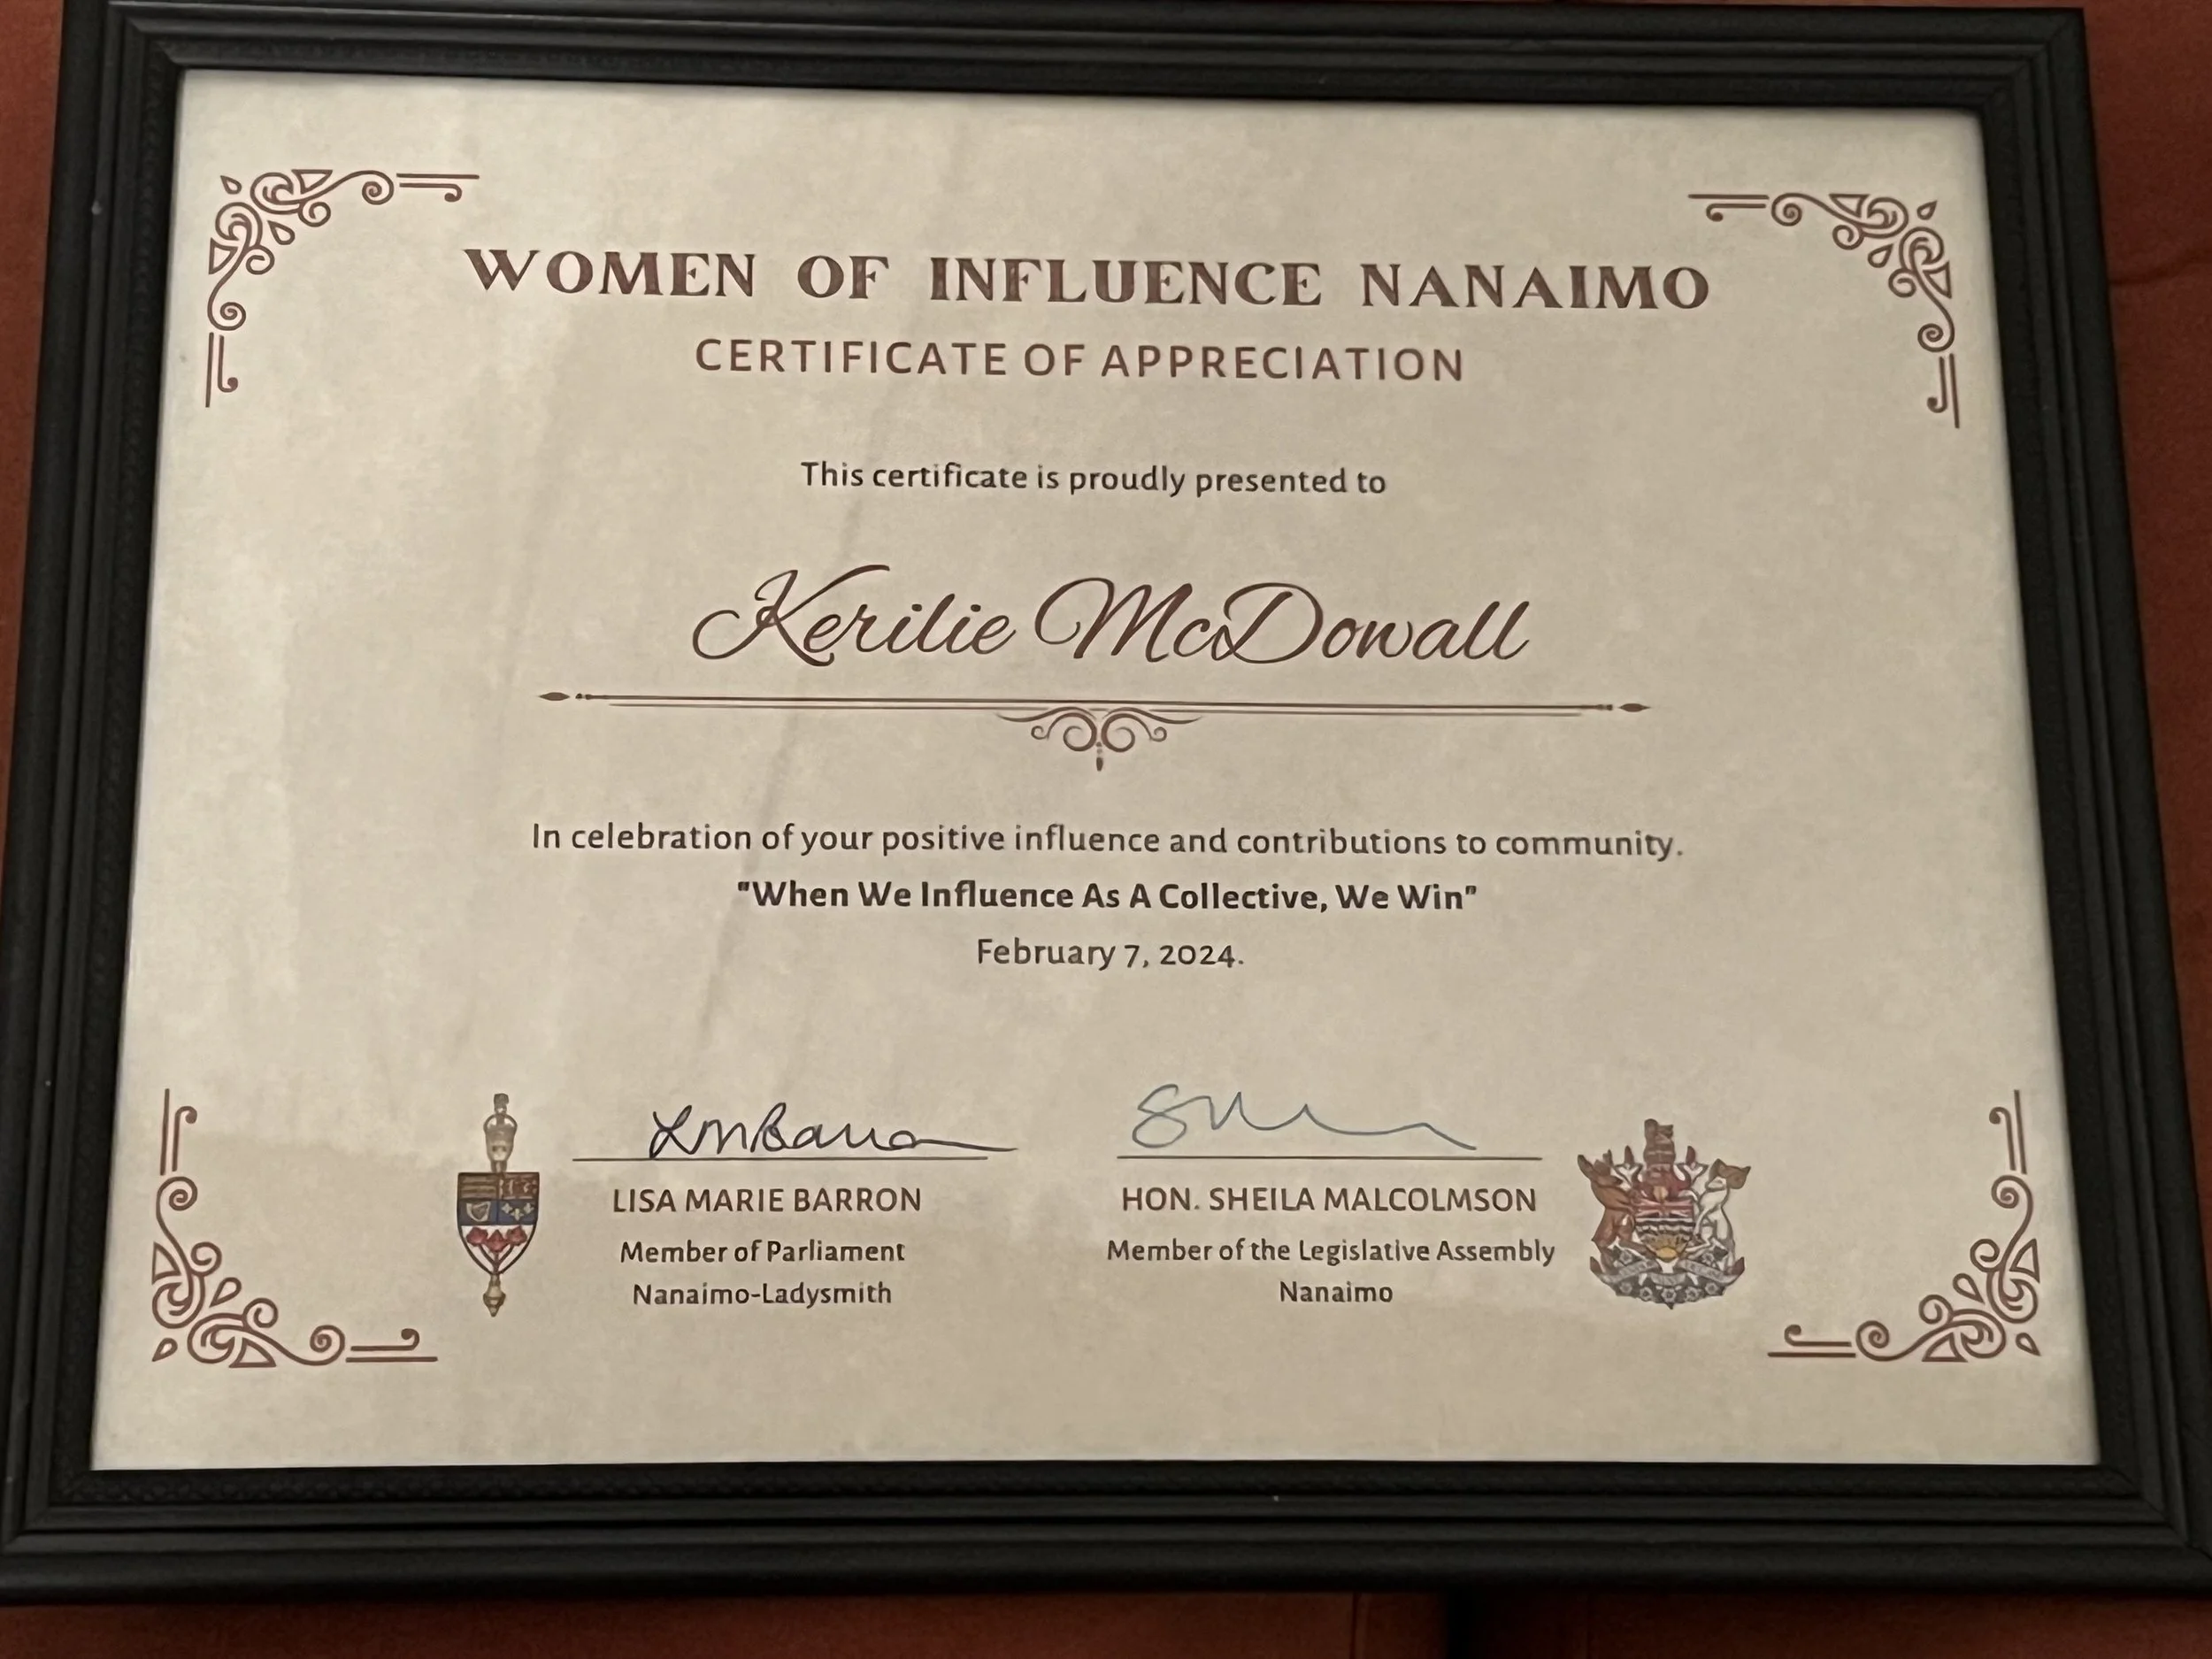 WOMEN OF INFLUENCE NANAIMO
CERTIFICATE OF APPRECIATION
This certificate is proudly presented to
Kerilie McDowall
In celebration of your positive influence and contributions to community.
"When We Influence As A Collective, We Win"
February 7, 2024.
LMBarron
LISA MARIE BARRON
Member of Parliament
Nanaimo-Ladysmith
HON. SHEILA MALCOLMSON
Member of the Legislative Assembly
Nanaimo